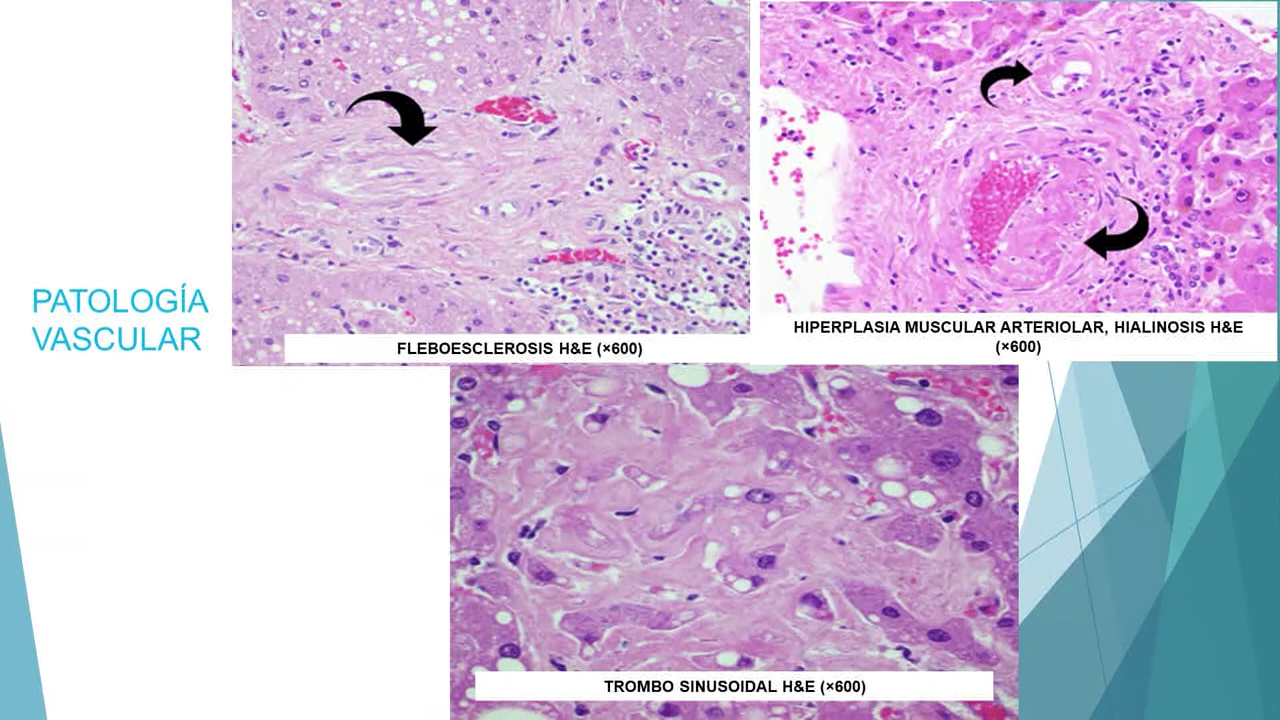 PATOLOGÍA
VASCULAR
FLEBOESCLEROSIS H&E (×600)
HIPERPLASIA MUSCULAR ARTERIOLAR, HIALINOSIS H&E
(×600)
TROMBO SINUSOIDAL H&E (×600)